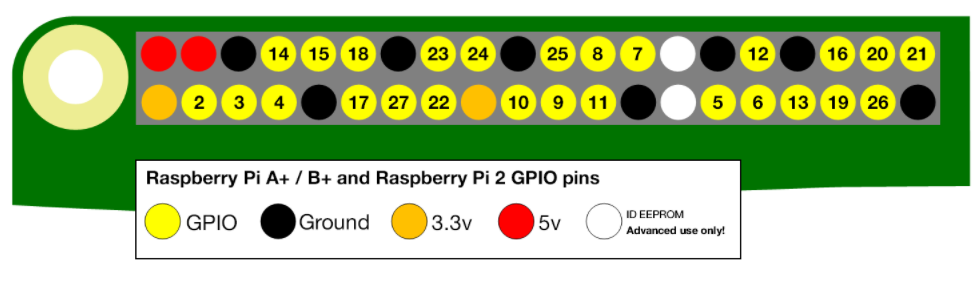 14 15 18 23 24 25 8 7 12 16 20 21
2 3 4 17 27 22 10 9 11 5 6 13 19 26
Raspberry Pi A+ / B+ and Raspberry Pi 2 GPIO pins
GPIO Ground 3.3v 5v ID EEPROM
Advanced use only!